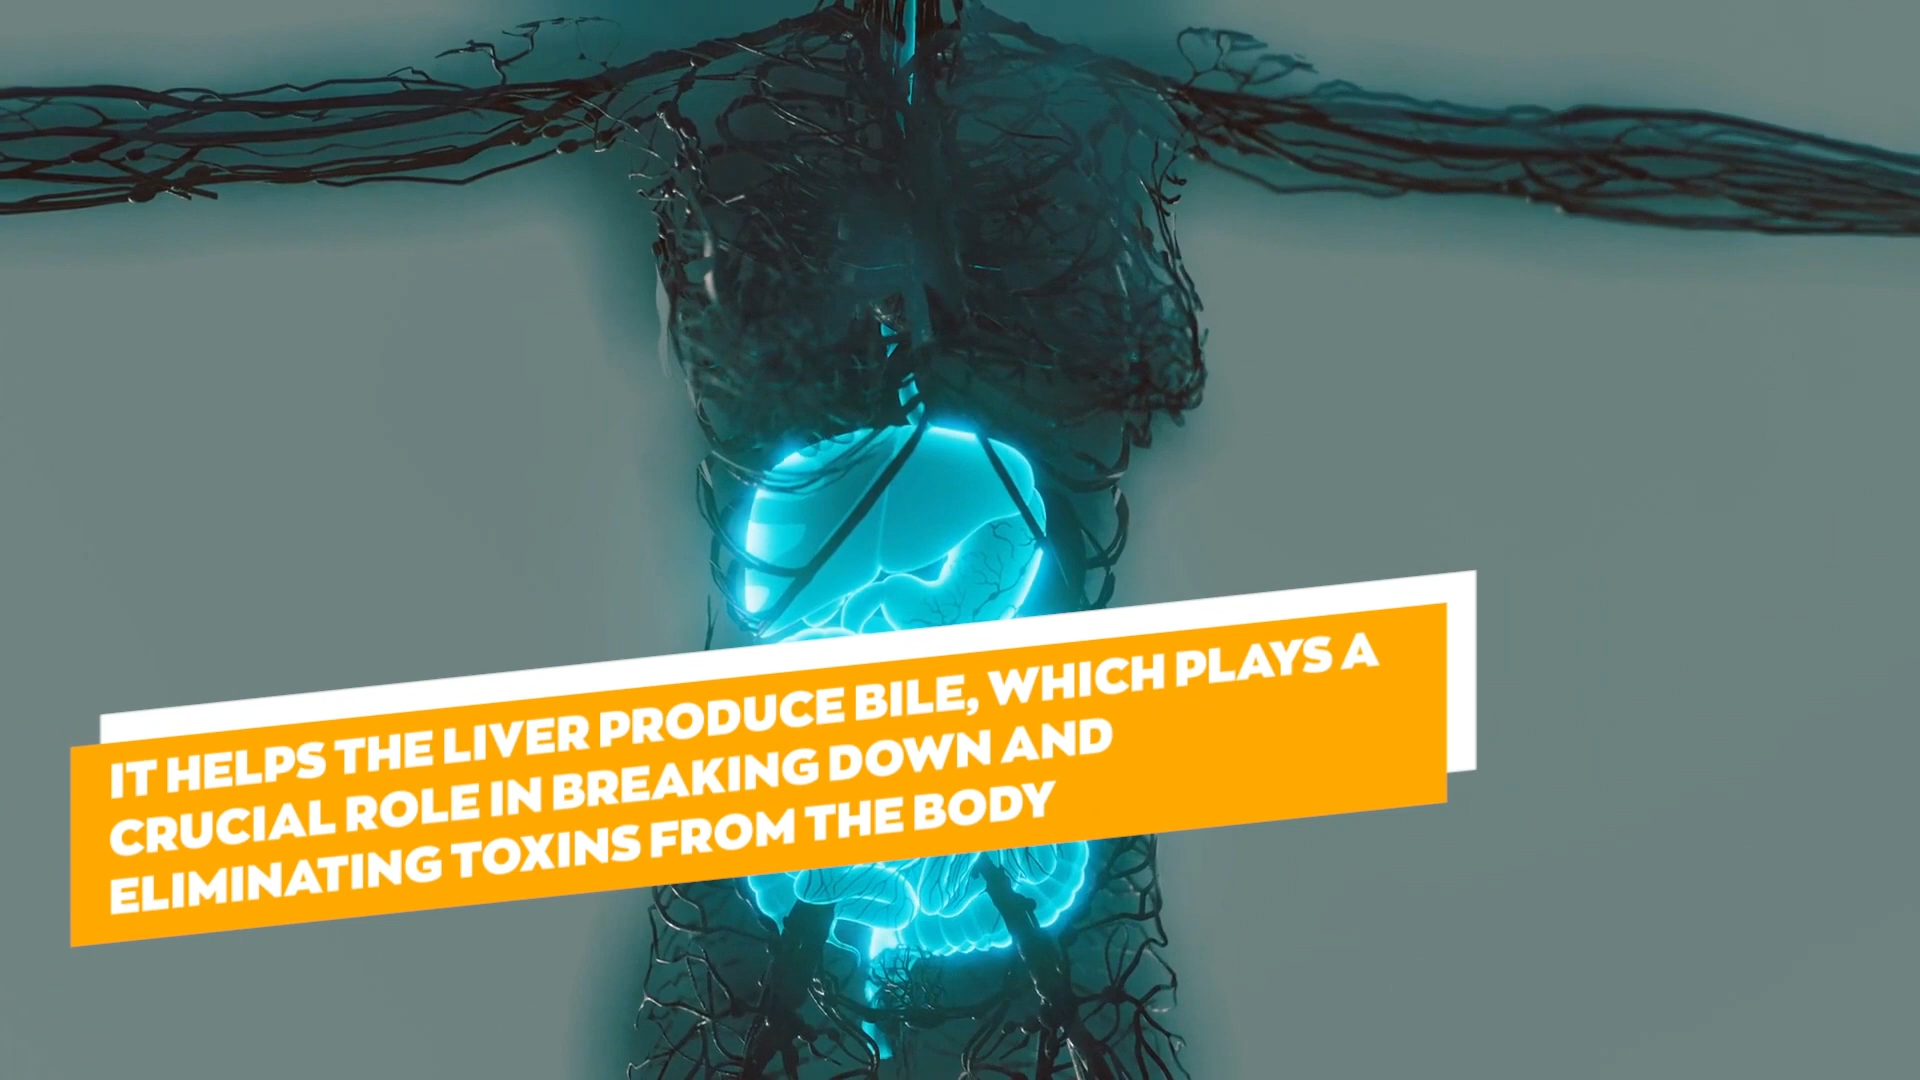 IT HELPS THE LIVER PRODUCE BILE, WHICH PLAYS A
CRUCIAL ROLE IN BREAKING DOWN AND
ELIMINATING TOXINS FROM THE BODY